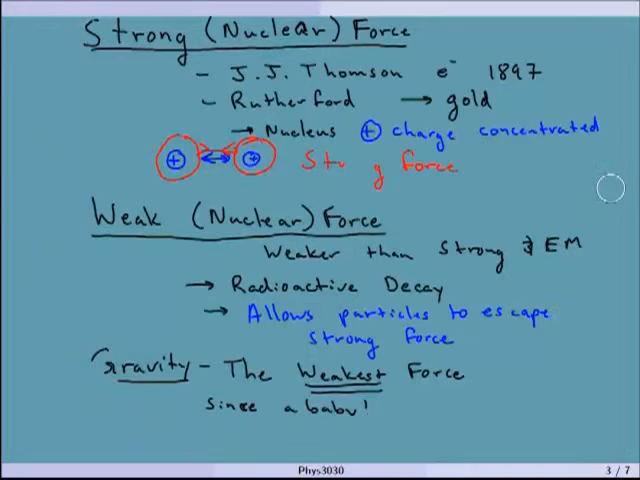 Strong (Nuclear) Force
- J.J. Thomson e⁻ 1897
- Rutherford → gold
→ Nucleus ⊕ charge concentrated
⊕ ↔ ⊕ force
Weak (Nuclear) Force
Weaker than Strong & EM
→ Radioactive Decay
→ Allows particles to escape
strong force
Gravity - The Weakest Force
since a baby
Phys3030
3 / 7